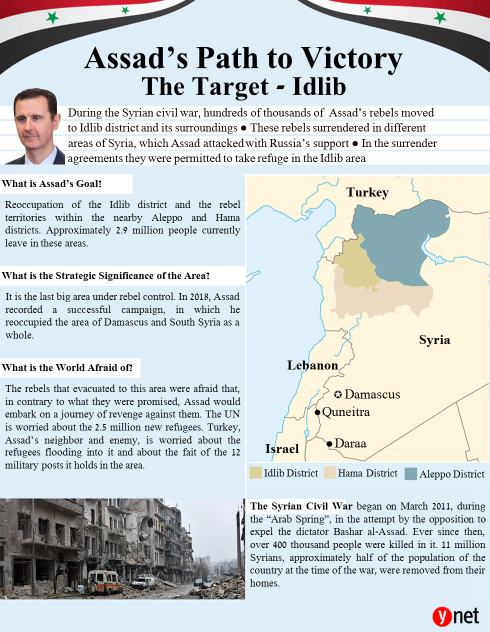 Assad's Path to Victory
The Target - Idlib
During the Syrian civil war, hundreds of thousands of Assad's rebels moved
to Idlib district and its surroundings ● These rebels surrendered in different
areas of Syria, which Assad attacked with Russia's support ● In the surrender
agreements they were permitted to take refuge in the Idlib area
What is Assad's Goal?
Reoccupation of the Idlib district and the rebel
territories within the nearby Aleppo and Hama
districts. Approximately 2.9 million people currently
leave in these areas.
What is the Strategic Significance of the Area?
It is the last big area under rebel control. In 2018, Assad
recorded a successful campaign, in which he
reoccupied the area of Damascus and South Syria as a
whole.
What is the World Afraid of?
The rebels that evacuated to this area were afraid that,
in contrary to what they were promised, Assad would
embark on a journey of revenge against them. The UN
is worried about the 2.5 million new refugees. Turkey,
Assad's neighbor and enemy, is worried about the
refugees flooding into it and about the fait of the 12
military posts it holds in the area.
Turkey
Syria
Lebanon
Damascus
Quneitra
Israel
Daraa
Idlib District
Hama District
Aleppo District
The Syrian Civil War began on March 2011, during
the "Arab Spring", in the attempt by the opposition to
expel the dictator Bashar al-Assad. Ever since then,
over 400 thousand people were killed in it. 11 million
Syrians, approximately half of the population of the
country at the time of the war, were removed from their
homes.
ynet